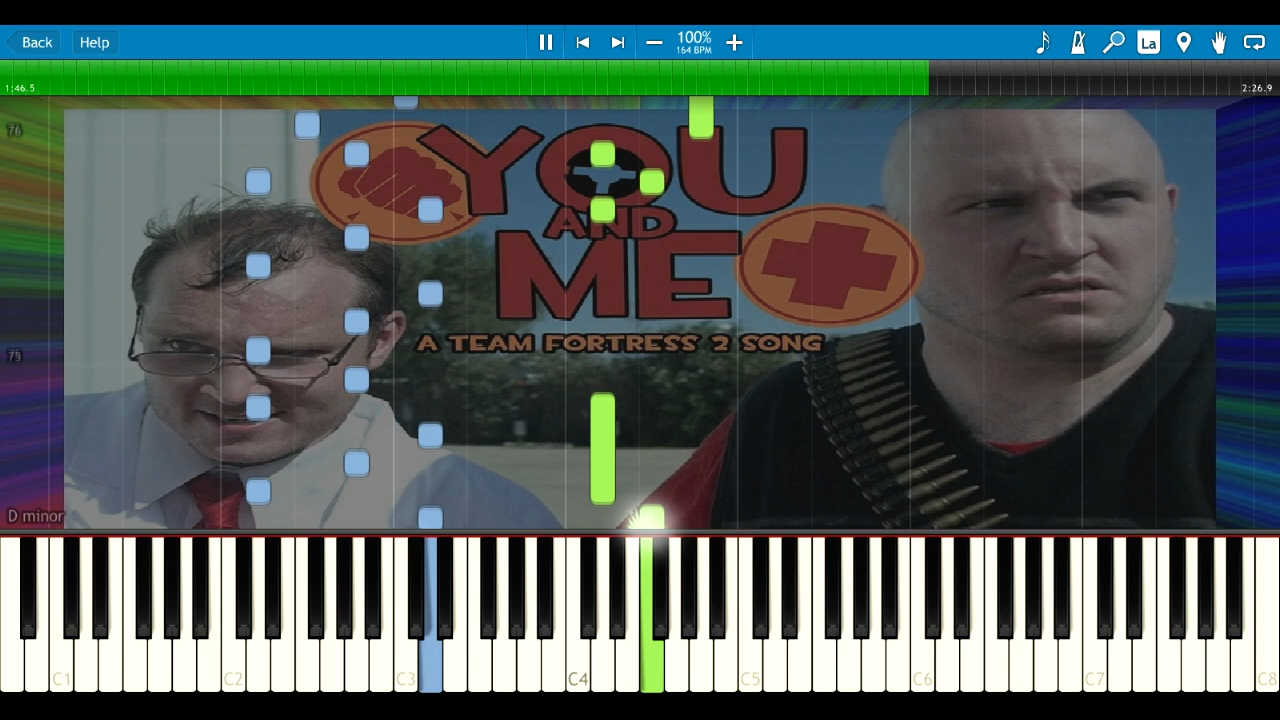 Back Help 100% La
164 BPM
1:46.5 2:26.9
76
YOU
AND
ME
A TEAM FORTRESS 2 SONG
75
D minor
C1 C2 C3 C4 C5 C6 C7 C8